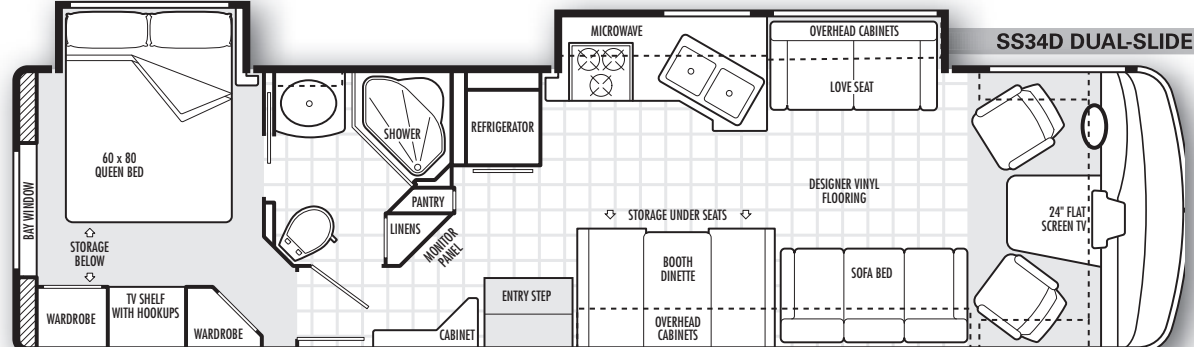 SS34D DUAL-SLIDE
MICROWAVE
OVERHEAD CABINETS
LOVE SEAT
60 x 80
QUEEN BED
SHOWER
REFRIGERATOR
BAY WINDOW
STORAGE
BELOW
PANTRY
LINENS
MONITOR
PANEL
STORAGE UNDER SEATS
DESIGNER VINYL
FLOORING
24" FLAT
SCREEN TV
BOOTH
DINETTE
SOFA BED
ENTRY STEP
OVERHEAD
CABINETS
WARDROBE
TV SHELF
WITH HOOKUPS
WARDROBE
CABINET